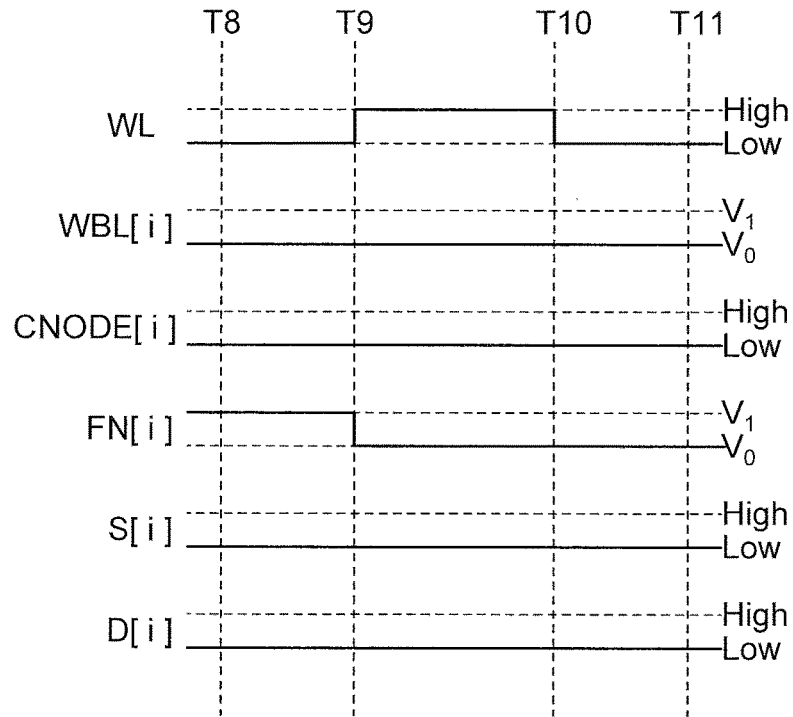 T8 T9 T10 T11
WL High
Low
WBL[ i ] V1
V0
CNODE[ i ] High
Low
FN[ i ] V1
V0
S[ i ] High
Low
D[ i ] High
Low